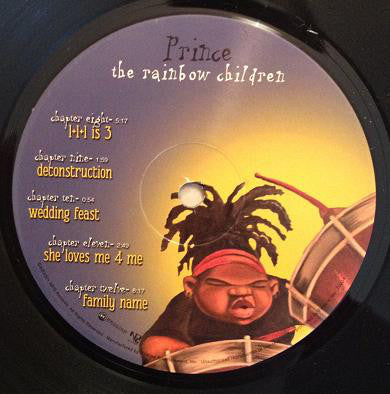 Prince
the rainbow children
chapter eight- 5:17
1+1+1 is 3
chapter nine- 1:59
deconstruction
chapter ten- 0:54
wedding feast
chapter eleven- 2:49
she loves me 4 me
chapter twelve- 8:17
family name